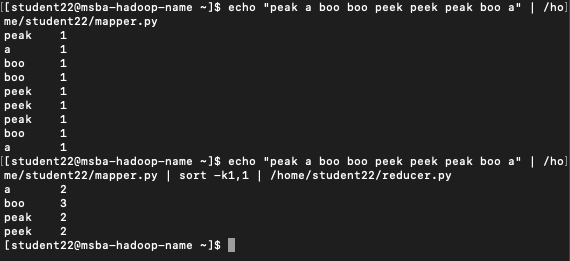 [[student22@msba-hadoop-name ~]$ echo "peak a boo boo peek peek peak boo a" | /ho]
me/student22/mapper.py
peak	1
a	1
boo	1
boo	1
peek	1
peek	1
peak	1
boo	1
a	1
[[student22@msba-hadoop-name ~]$ echo "peak a boo boo peek peek peak boo a" | /ho]
me/student22/mapper.py | sort -k1,1 | /home/student22/reducer.py
a	2
boo	3
peak	2
peek	2
[student22@msba-hadoop-name ~]$